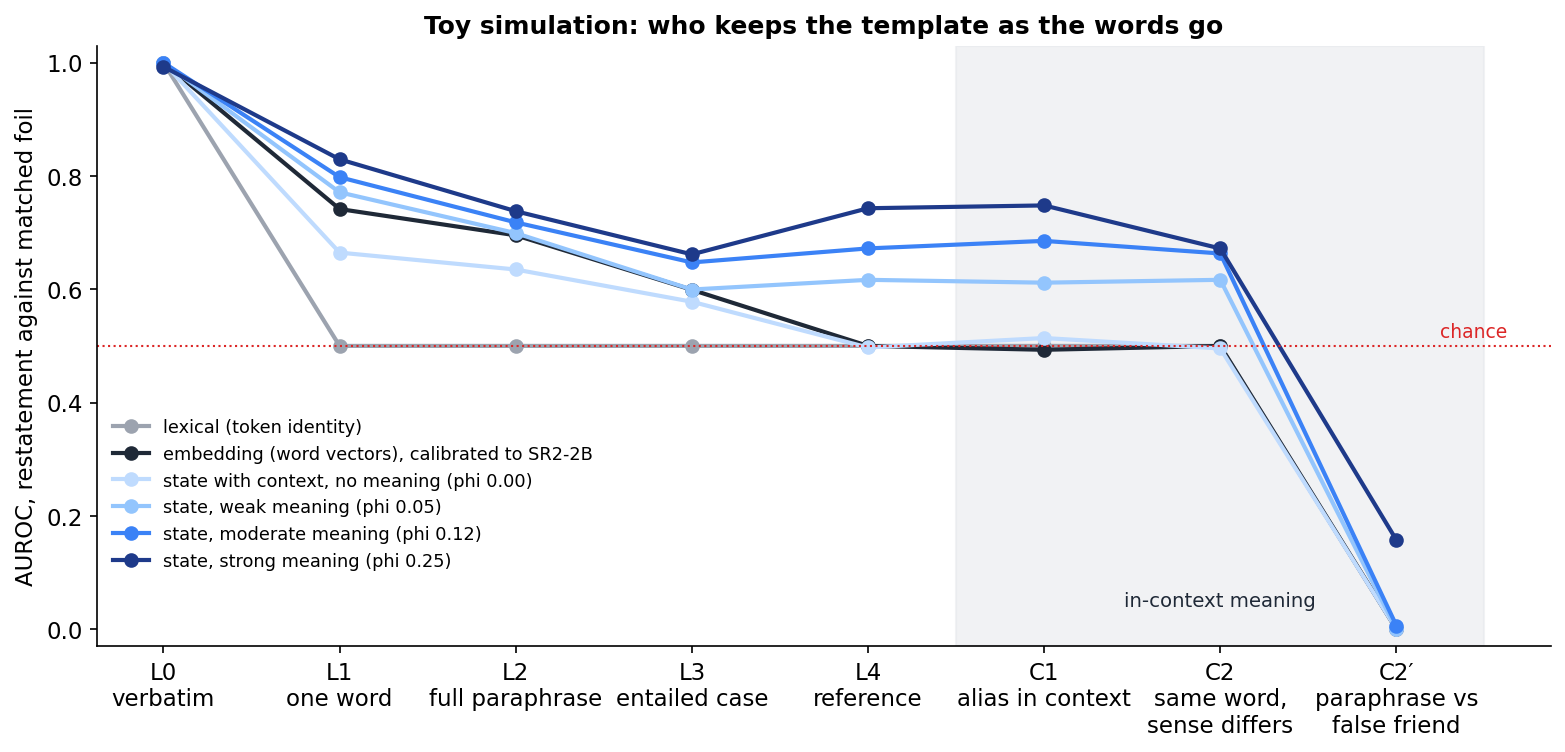 Toy simulation: who keeps the template as the words go
AUROC, restatement against matched foil
1.0
0.8
0.6
0.4
0.2
0.0
chance
lexical (token identity)
embedding (word vectors), calibrated to SR2-2B
state with context, no meaning (phi 0.00)
state, weak meaning (phi 0.05)
state, moderate meaning (phi 0.12)
state, strong meaning (phi 0.25)
in-context meaning
L0
verbatim
L1
one word
L2
full paraphrase
L3
entailed case
L4
reference
C1
alias in context
C2
same word,
sense differs
C2′
paraphrase vs
false friend